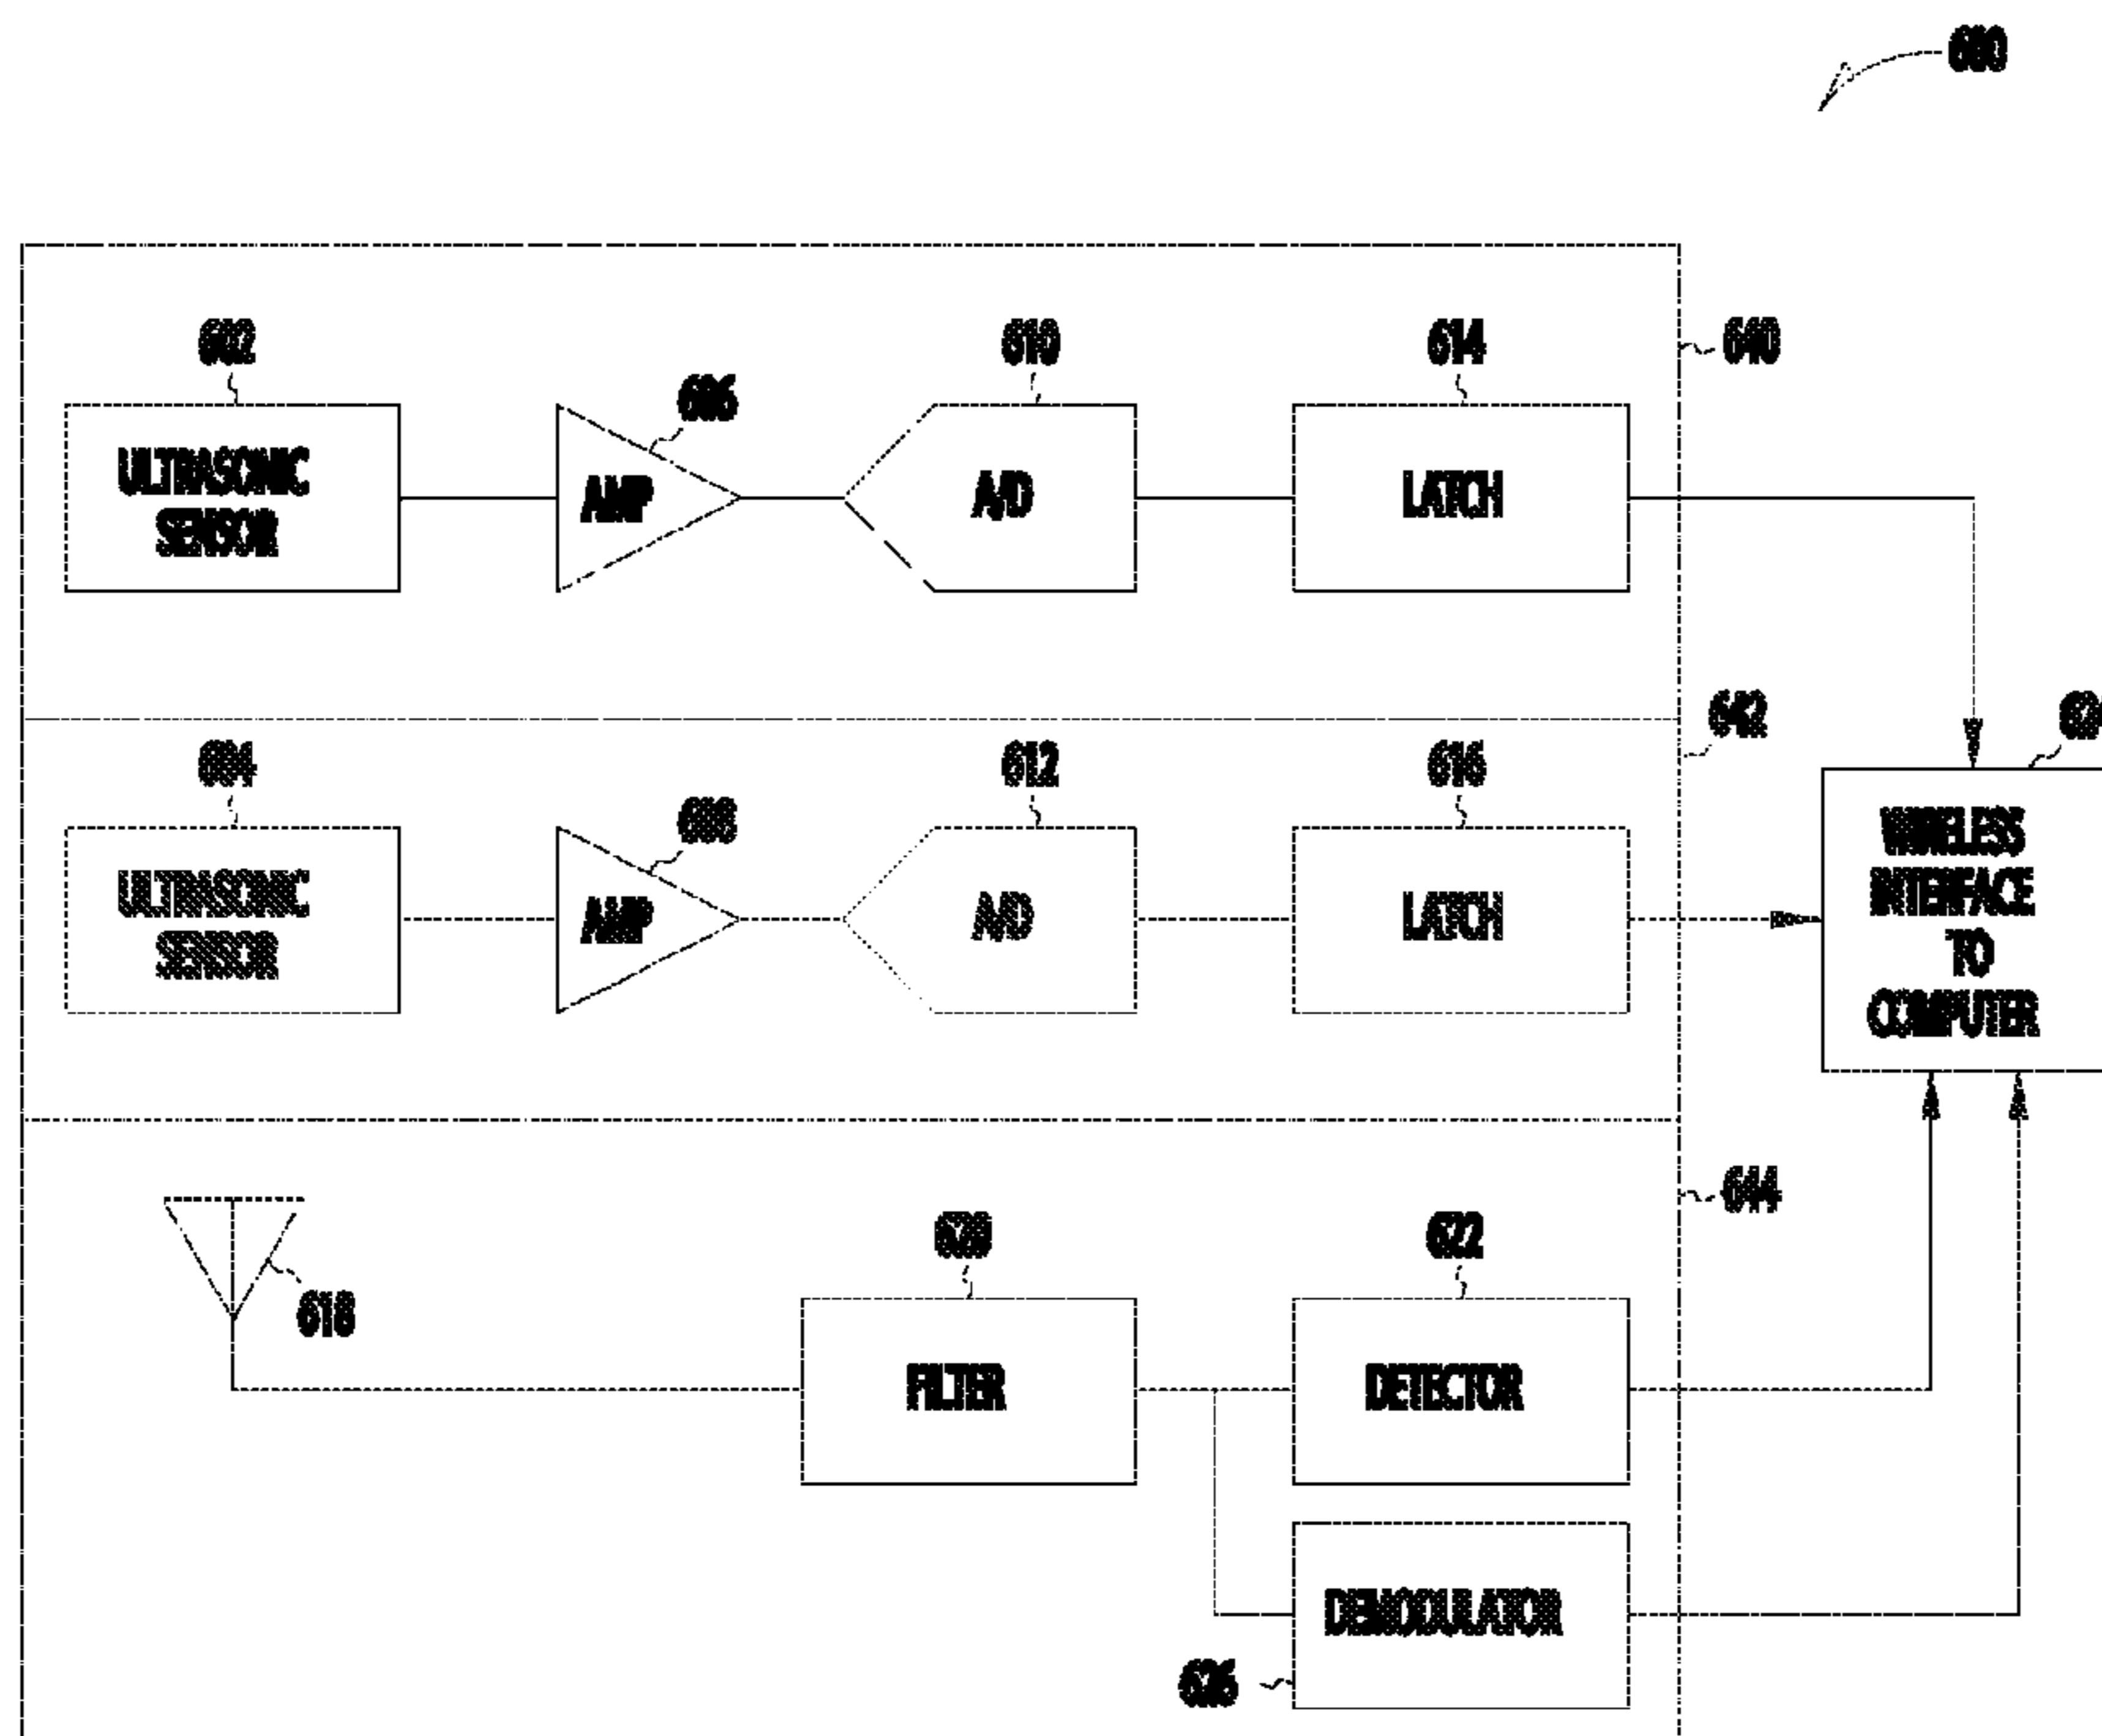 600
602
606
610
614
640
ULTRASONIC
SENSOR
AMP
A/D
LATCH
642
604
608
612
616
ULTRASONIC
SENSOR
AMP
A/D
LATCH
WIRELESS
INTERFACE
TO
COMPUTER
644
618
620
622
FILTER
DETECTOR
DEMODULATOR
626